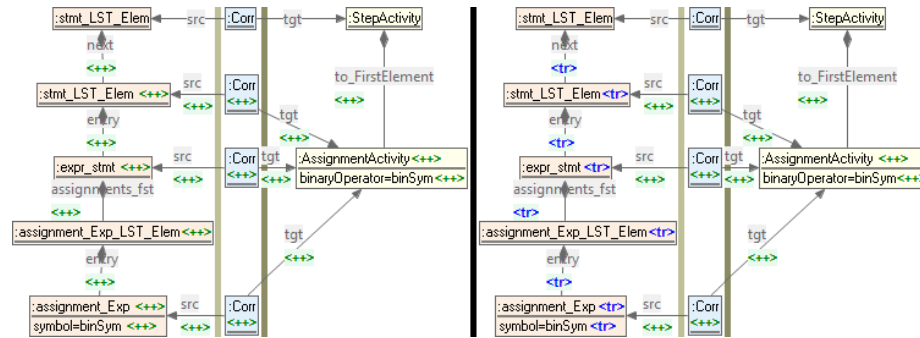 :stmt_LST_Elem src :Corr tgt :StepActivity
next
<++>
to_FirstElement
<++>
:stmt_LST_Elem <++> src <++> :Corr <++>
tgt
<++>
entry
<++>
:expr_stmt <++> src <++> :Corr <++> tgt <++> :AssignmentActivity <++>
binaryOperator=binSym <++>
assignments_fst
<++>
:assignment_Exp_LST_Elem <++>
tgt
<++>
entry
<++>
:assignment_Exp <++> src <++> :Corr <++>
symbol=binSym <++>
:stmt_LST_Elem src :Corr tgt :StepActivity
next
<tr>
to_FirstElement
<++>
:stmt_LST_Elem <tr> src <++> :Corr <++>
tgt
<++>
entry
<tr>
:expr_stmt <tr> src <++> :Corr <++> tgt <++> :AssignmentActivity <++>
binaryOperator=binSym <++>
assignments_fst
<tr>
:assignment_Exp_LST_Elem <tr>
tgt
<++>
entry
<tr>
:assignment_Exp <tr> src <++> :Corr <++>
symbol=binSym <tr>